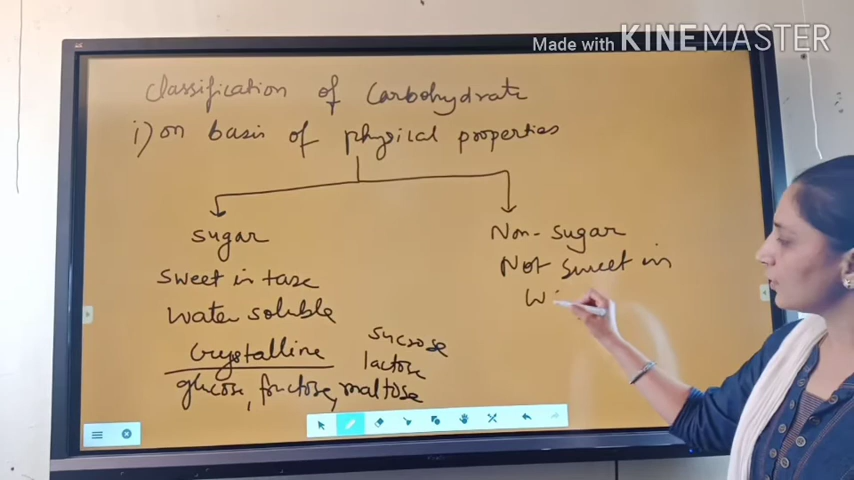 Made with KINEMASTER
Classification of Carbohydrate
i) on basis of physical properties
Sugar
Non-Sugar
Sweet in tase
Not Sweet in
Water soluble
W
Crystalline
sucrose
lactose
glucose, fructose, maltose